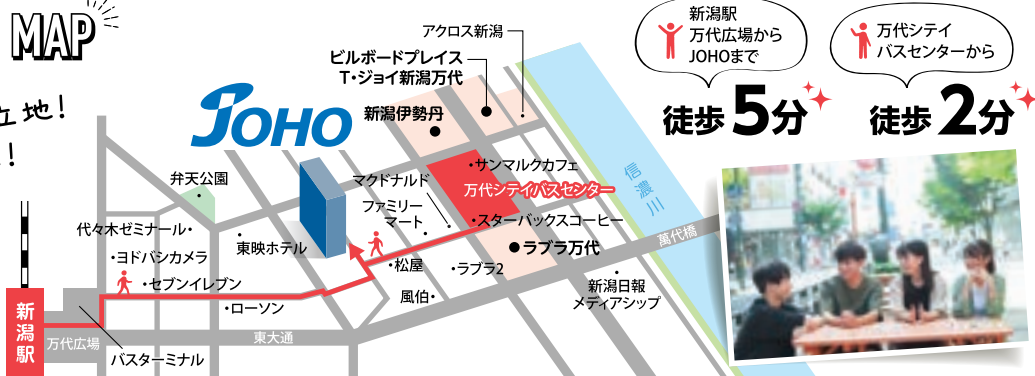 MAP
立地!
!
JOHO
アクロス新潟
ビルボードプレイス
T・ジョイ新潟万代
新潟伊勢丹
新潟駅
万代広場から
JOHOまで
徒歩5分
万代シテイ
バスセンターから
徒歩2分
・サンマルクカフェ
万代シテイバスセンター
・スターバックスコーヒー
マクドナルド
ファミリー
マート
ラブラ万代
・ラブラ2
・松屋
風伯・
新潟日報
メディアシップ
信濃川
萬代橋
弁天公園
代々木ゼミナール・
・ヨドバシカメラ
・セブンイレブン
東映ホテル
・ローソン
新潟駅
万代広場
バスターミナル
東大通